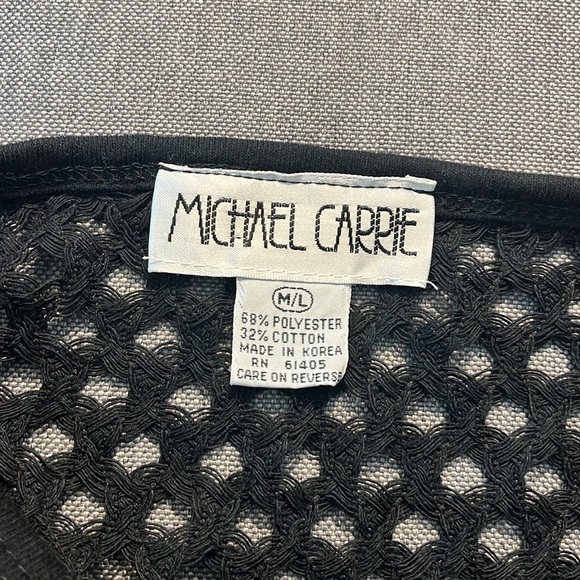 MICHAEL CARRIE
M/L
68% POLYESTER
32% COTTON
MADE IN KOREA
RN 61405
CARE ON REVERSE